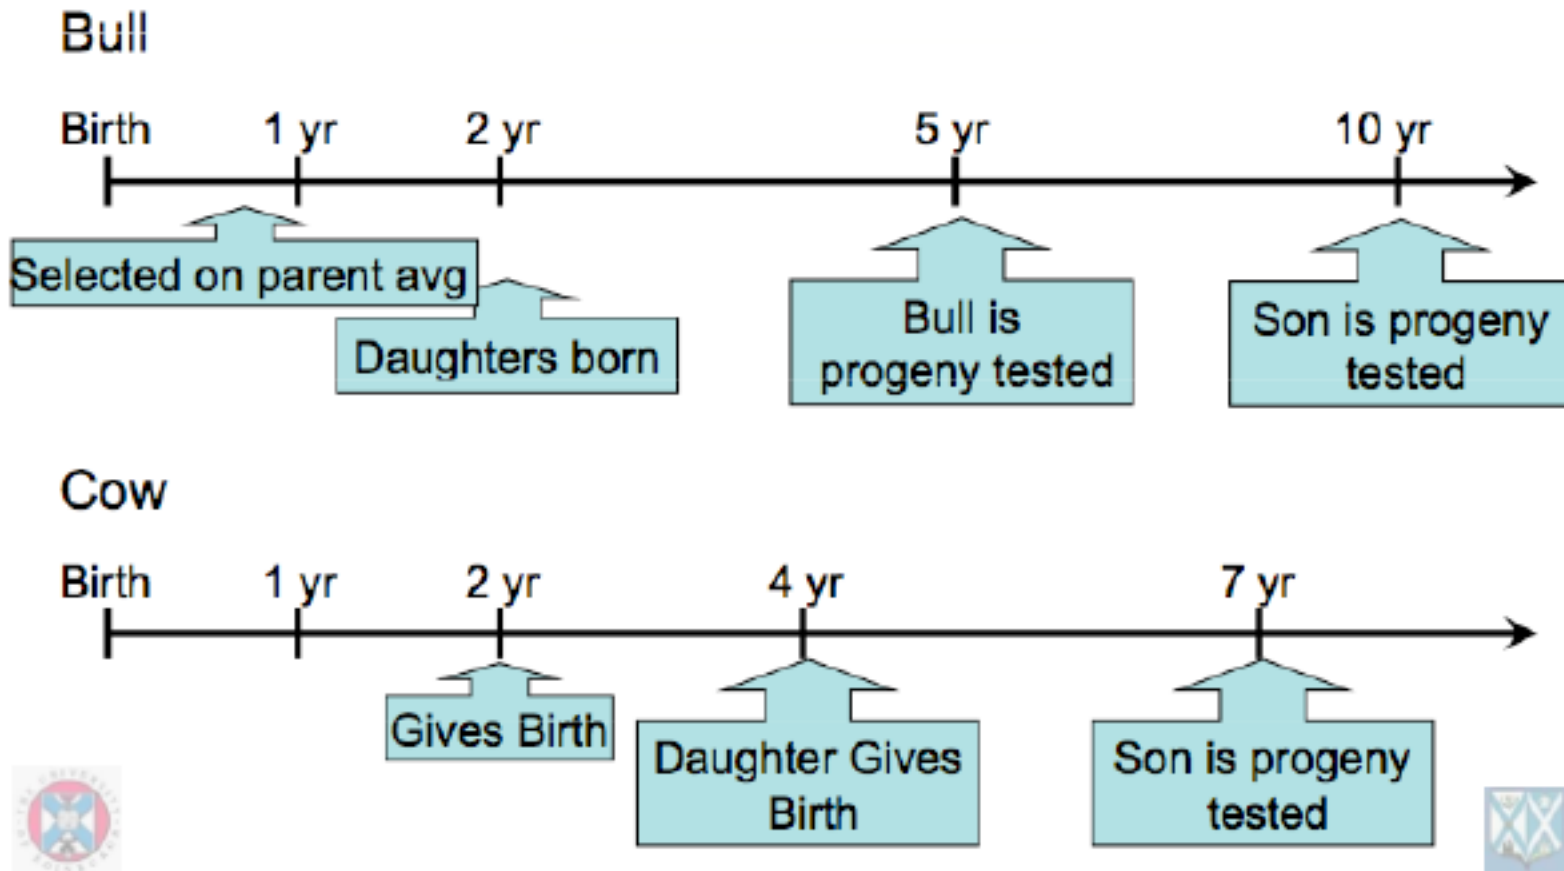 Bull
Birth 1 yr 2 yr 5 yr 10 yr
Selected on parent avg
Daughters born
Bull is
progeny tested
Son is progeny
tested
Cow
Birth 1 yr 2 yr 4 yr 7 yr
Gives Birth
Daughter Gives
Birth
Son is progeny
tested